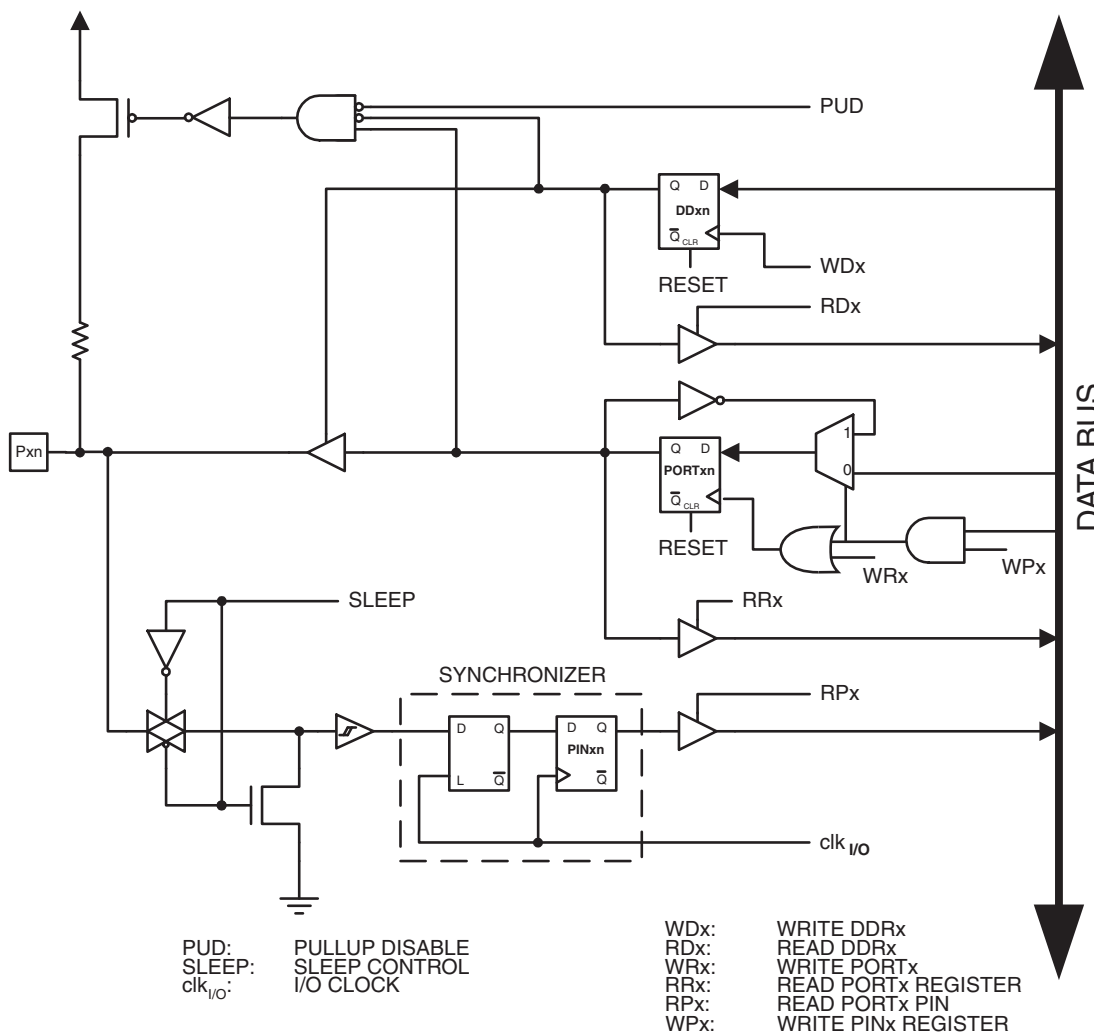 PUD
Q D
DDxn
Q CLR
WDx
RESET
RDx
Pxn
1
Q D
PORTxn
0
Q CLR
RESET
WRx
WPx
DATA BUS
SLEEP
RRx
SYNCHRONIZER
RPx
D Q
D Q
PINxn
L Q
Q
clk I/O
PUD: PULLUP DISABLE
SLEEP: SLEEP CONTROL
clk I/O: I/O CLOCK
WDx: WRITE DDRx
RDx: READ DDRx
WRx: WRITE PORTx
RRx: READ PORTx REGISTER
RPx: READ PORTx PIN
WPx: WRITE PINx REGISTER